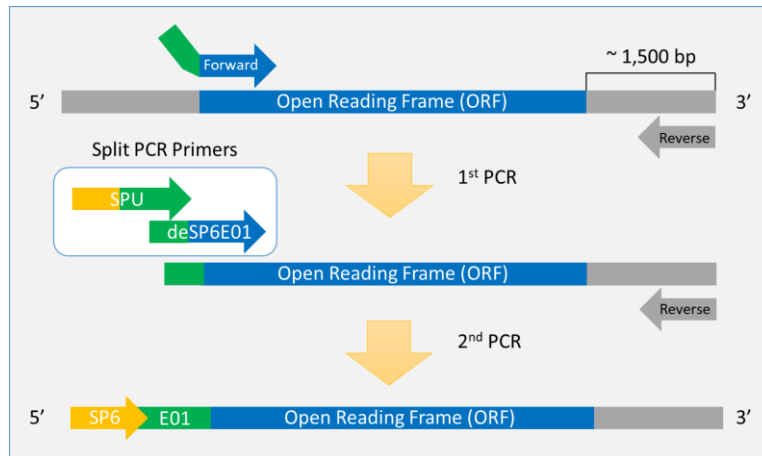 Forward
~ 1,500 bp
5’
Open Reading Frame (ORF)
3’
Reverse
Split PCR Primers
1st PCR
SPU
deSP6E01
Open Reading Frame (ORF)
Reverse
2nd PCR
5’
SP6
E01
Open Reading Frame (ORF)
3’